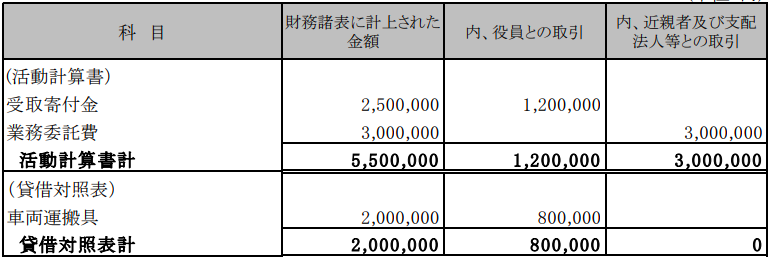 科 目 財務諸表に計上された 金額 内、役員との取引 内、近親者及び支配 法人等との取引
(活動計算書)
受取寄付金 2,500,000 1,200,000
業務委託費 3,000,000 3,000,000
活動計算書計 5,500,000 1,200,000 3,000,000
（貸借対照表）
車両運搬具 2,000,000 800,000
貸借対照表計 2,000,000 800,000 0